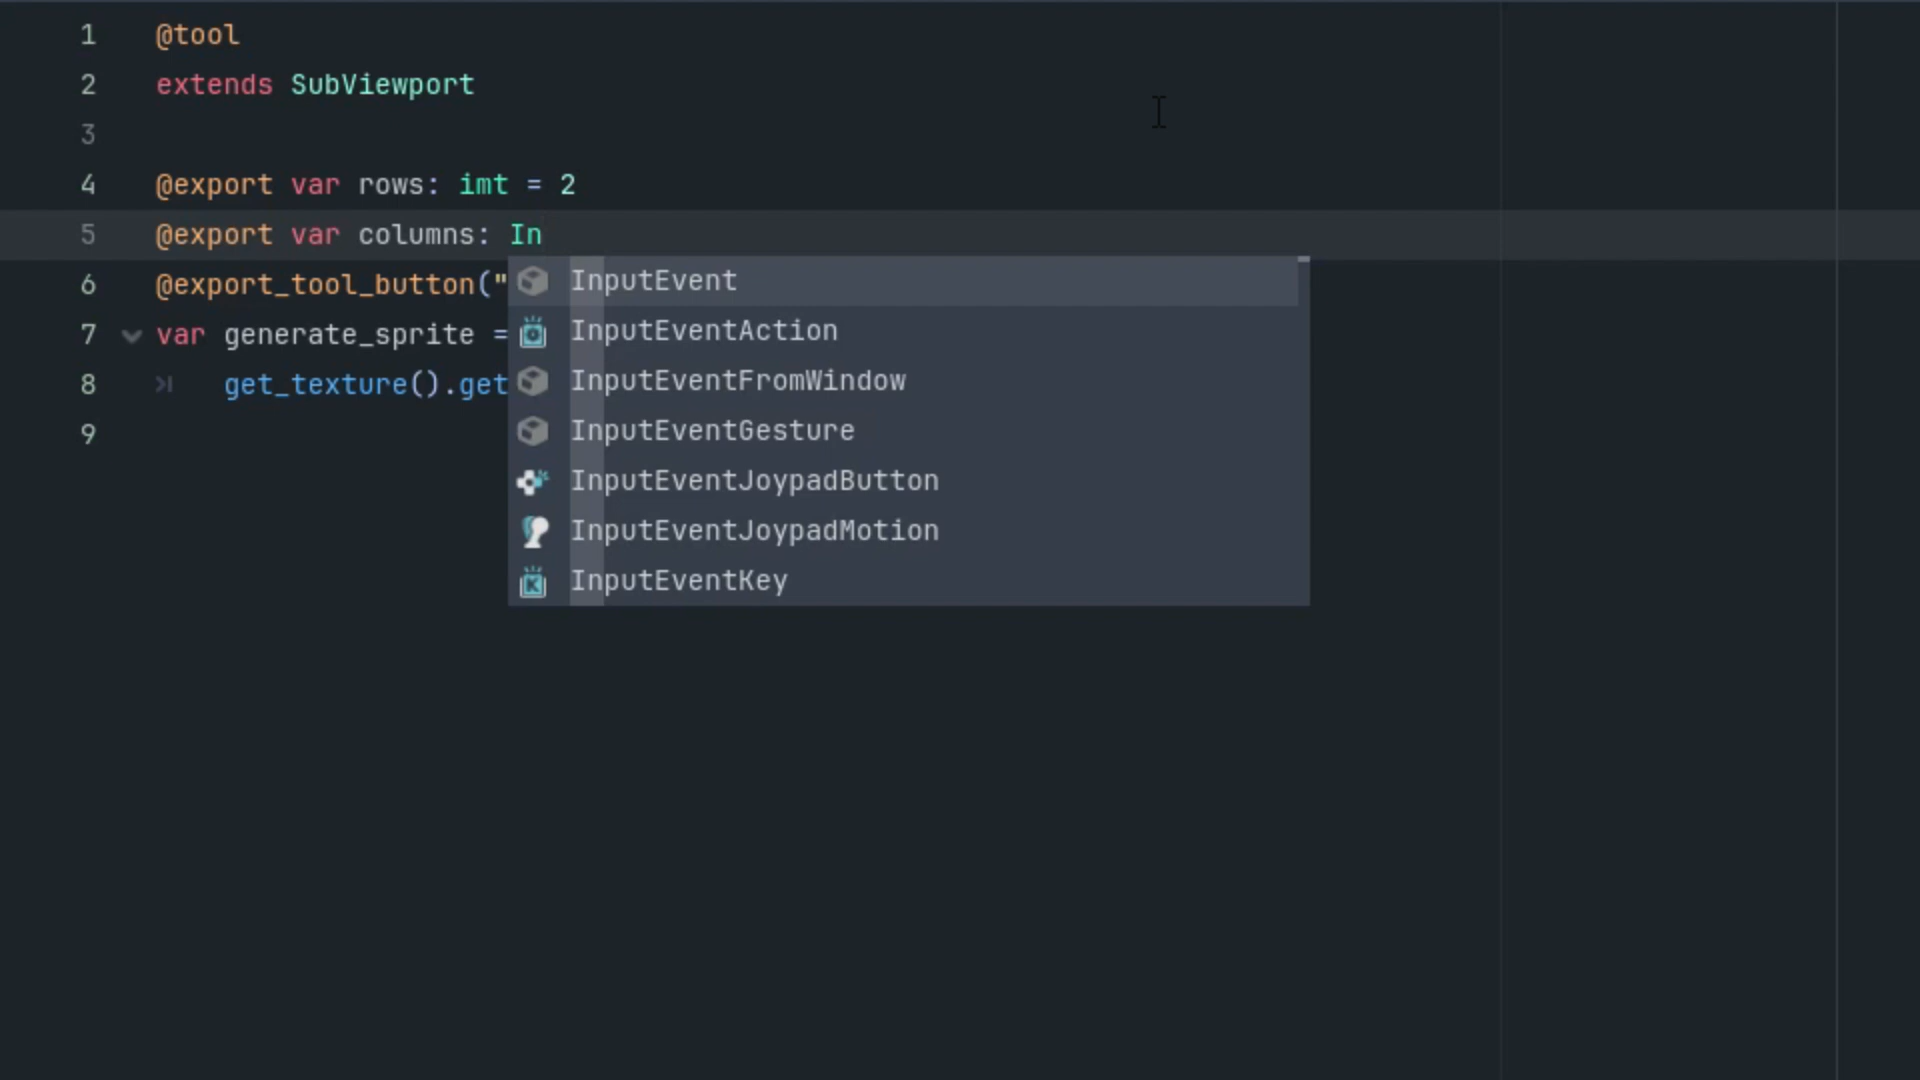 1 @tool
2 extends SubViewport
3
4 @export var rows: imt = 2
5 @export var columns: In
6 @export_tool_button("
7 var generate_sprite =
8 get_texture().get
9
InputEvent
InputEventAction
InputEventFromWindow
InputEventGesture
InputEventJoypadButton
InputEventJoypadMotion
InputEventKey